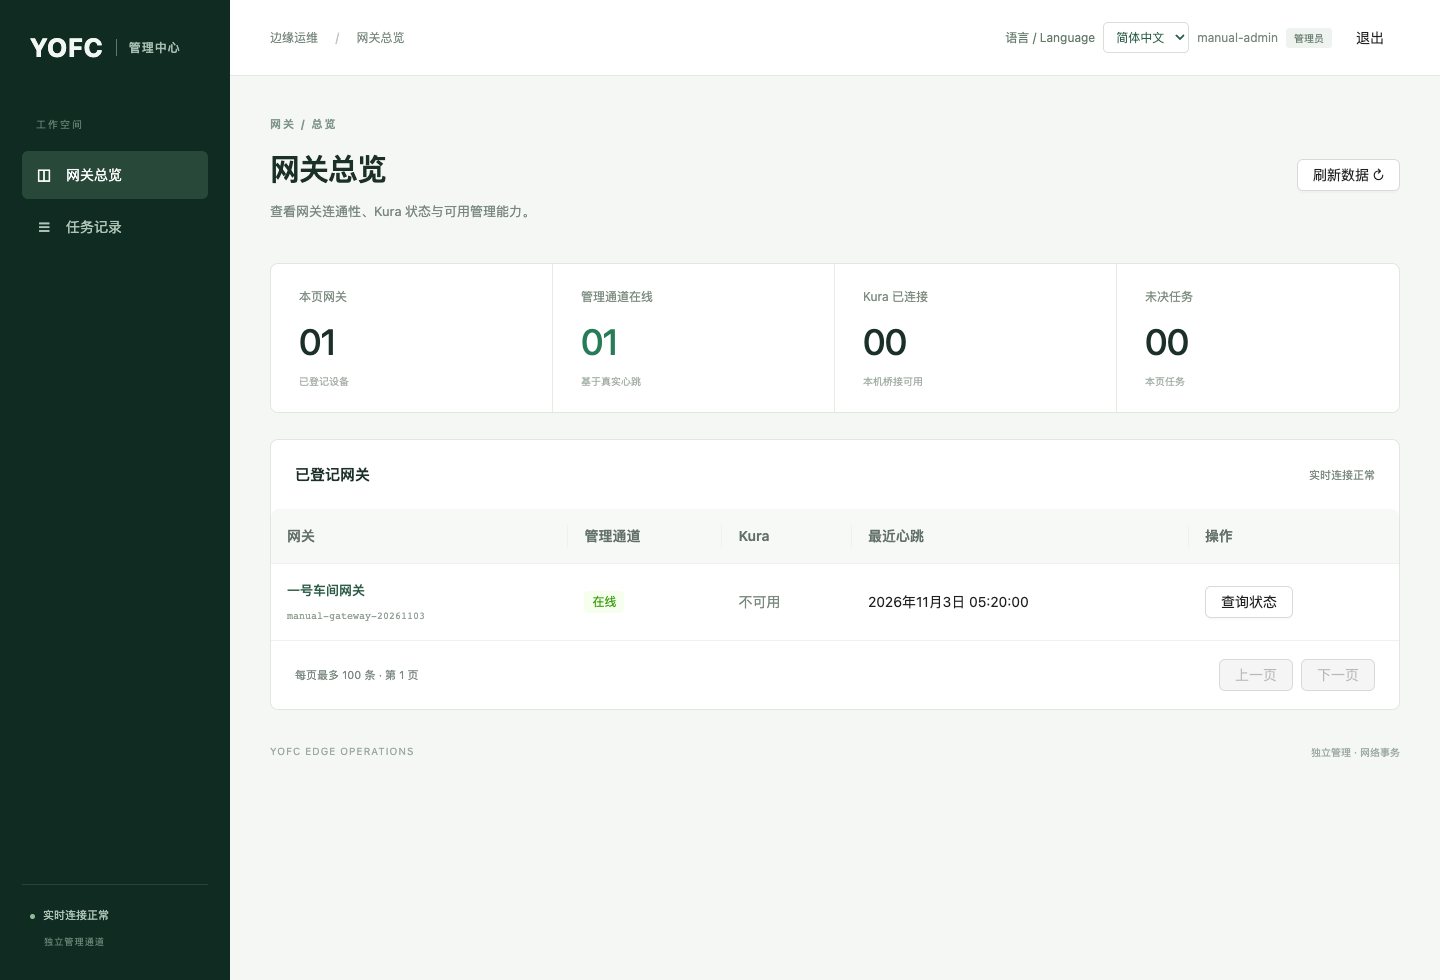 YOFC 管理中心
工作空间
网关总览
任务记录
实时连接正常
独立管理通道
边缘运维 / 网关总览
语言 / Language 简体中文 manual-admin 管理员 退出
网关 / 总览
网关总览
刷新数据
查看网关连通性、Kura 状态与可用管理能力。
本页网关
01
已登记设备
管理通道在线
01
基于真实心跳
Kura 已连接
00
本机桥接可用
未决任务
00
本页任务
已登记网关 实时连接正常
网关 管理通道 Kura 最近心跳 操作
一号车间网关 在线 不可用 2026年11月3日 05:20:00 查询状态
manual-gateway-20261103
每页最多 100 条 · 第 1 页 上一页 下一页
YOFC EDGE OPERATIONS 独立管理 · 网络事务